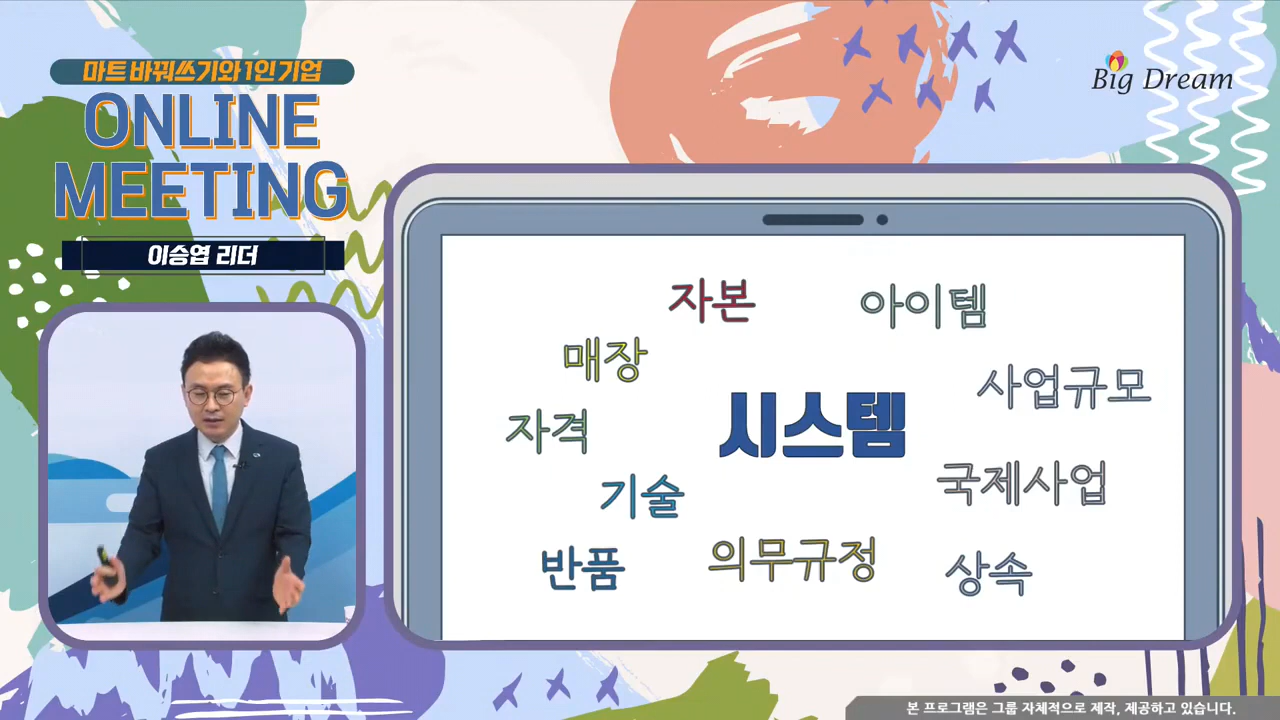 마트 바꿔쓰기와 1인 기업
ONLINE
MEETING
이승엽 리더
Big Dream
자본
아이템
매장
사업규모
시스템
자격
국제사업
기술
반품
의무규정
상속
본 프로그램은 그룹 자체적으로 제작, 제공하고 있습니다.